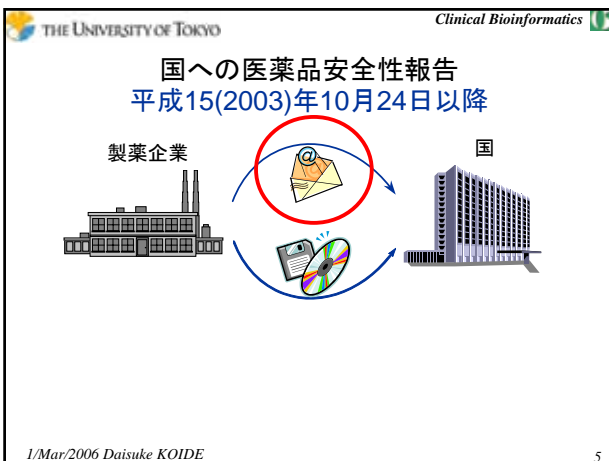 THE UNIVERSITY OF TOKYO
Clinical Bioinformatics
国への医薬品安全性報告
平成15(2003)年10月24日以降
製薬企業
国
@
1/Mar/2006 Daisuke KOIDE
5